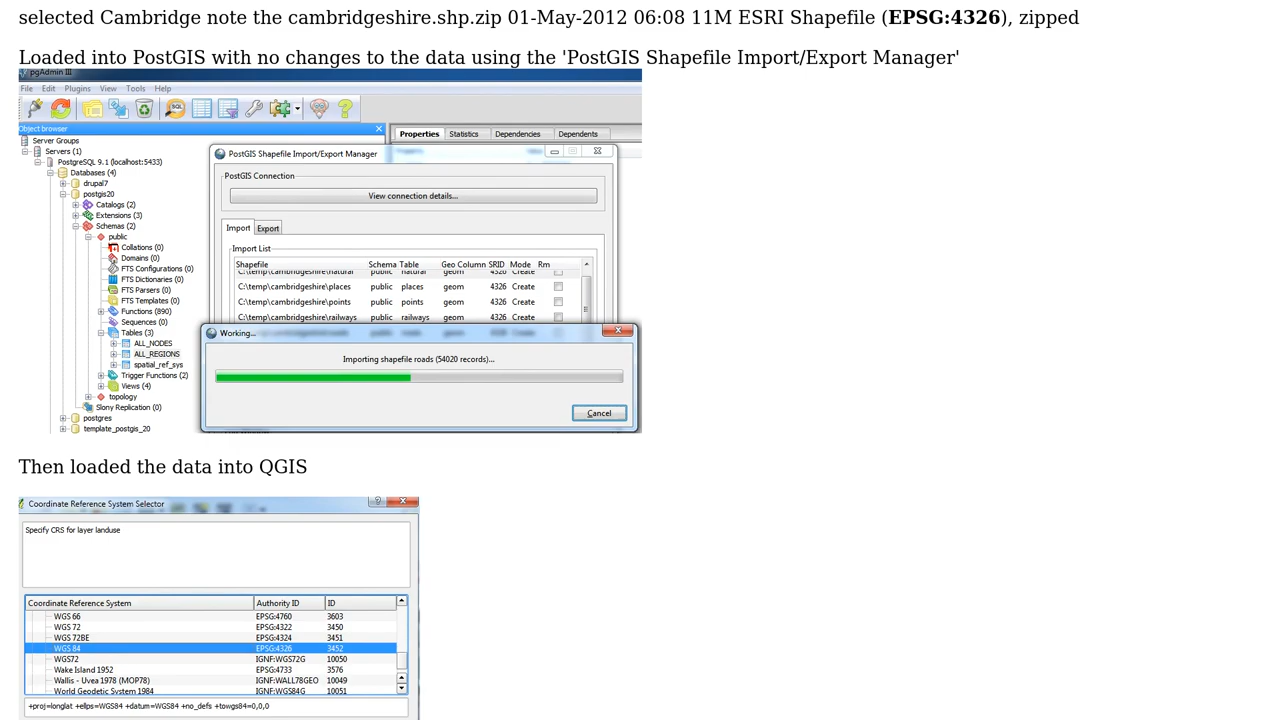 selected Cambridge note the cambridgeshire.shp.zip 01-May-2012 06:08 11M ESRI Shapefile (EPSG:4326), zipped
Loaded into PostGIS with no changes to the data using the 'PostGIS Shapefile Import/Export Manager'
pgAdmin III
File Edit Plugins View Tools Help
Object browser
Properties Statistics Dependencies Dependents
Server Groups
Servers (1)
PostgreSQL 9.1 (localhost:5433)
Databases (4)
drupal7
postgis20
Catalogs (2)
Extensions (3)
Schemas (2)
public
Collations (0)
Domains (0)
FTS Configurations (0)
FTS Dictionaries (0)
FTS Parsers (0)
FTS Templates (0)
Functions (890)
Sequences (0)
Tables (3)
ALL_NODES
ALL_REGIONS
spatial_ref_sys
Trigger Functions (2)
Views (4)
topology
Slony Replication (0)
postgres
template_postgis_20
PostGIS Shapefile Import/Export Manager
PostGIS Connection
View connection details...
Import Export
Import List
Shapefile Schema Table Geo Column SRID Mode Rm
C:\temp\cambridgeshire\natural public natural geom 4326 Create
C:\temp\cambridgeshire\places public places geom 4326 Create
C:\temp\cambridgeshire\points public points geom 4326 Create
C:\temp\cambridgeshire\railways public railways geom 4326 Create
Working...
Importing shapefile roads (54020 records)...
Cancel
Then loaded the data into QGIS
Coordinate Reference System Selector
Specify CRS for layer landuse
Coordinate Reference System Authority ID ID
WGS 66 EPSG:4760 3603
WGS 72 EPSG:4322 3450
WGS 72BE EPSG:4324 3451
WGS 84 EPSG:4326 3452
WGS72 IGNF:WGS72G 10050
Wake Island 1952 EPSG:4733 3576
Wallis - Uvea 1978 (MOP78) IGNF:WALL78GEO 10049
World Geodetic System 1984 IGNF:WGS84G 10051
+proj=longlat +ellps=WGS84 +datum=WGS84 +no_defs +towgs84=0,0,0